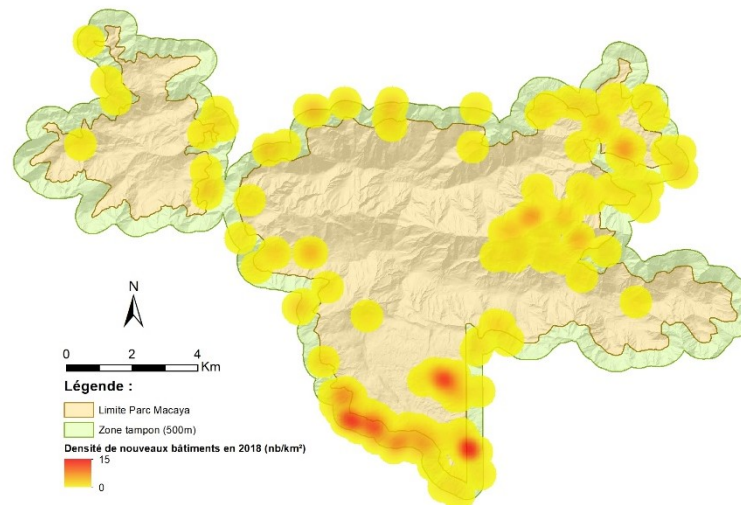 N
0 2 4
Km
Légende :
Limite Parc Macaya
Zone tampon (500m)
Densité de nouveaux bâtiments en 2018 (nb/km²)
15
0